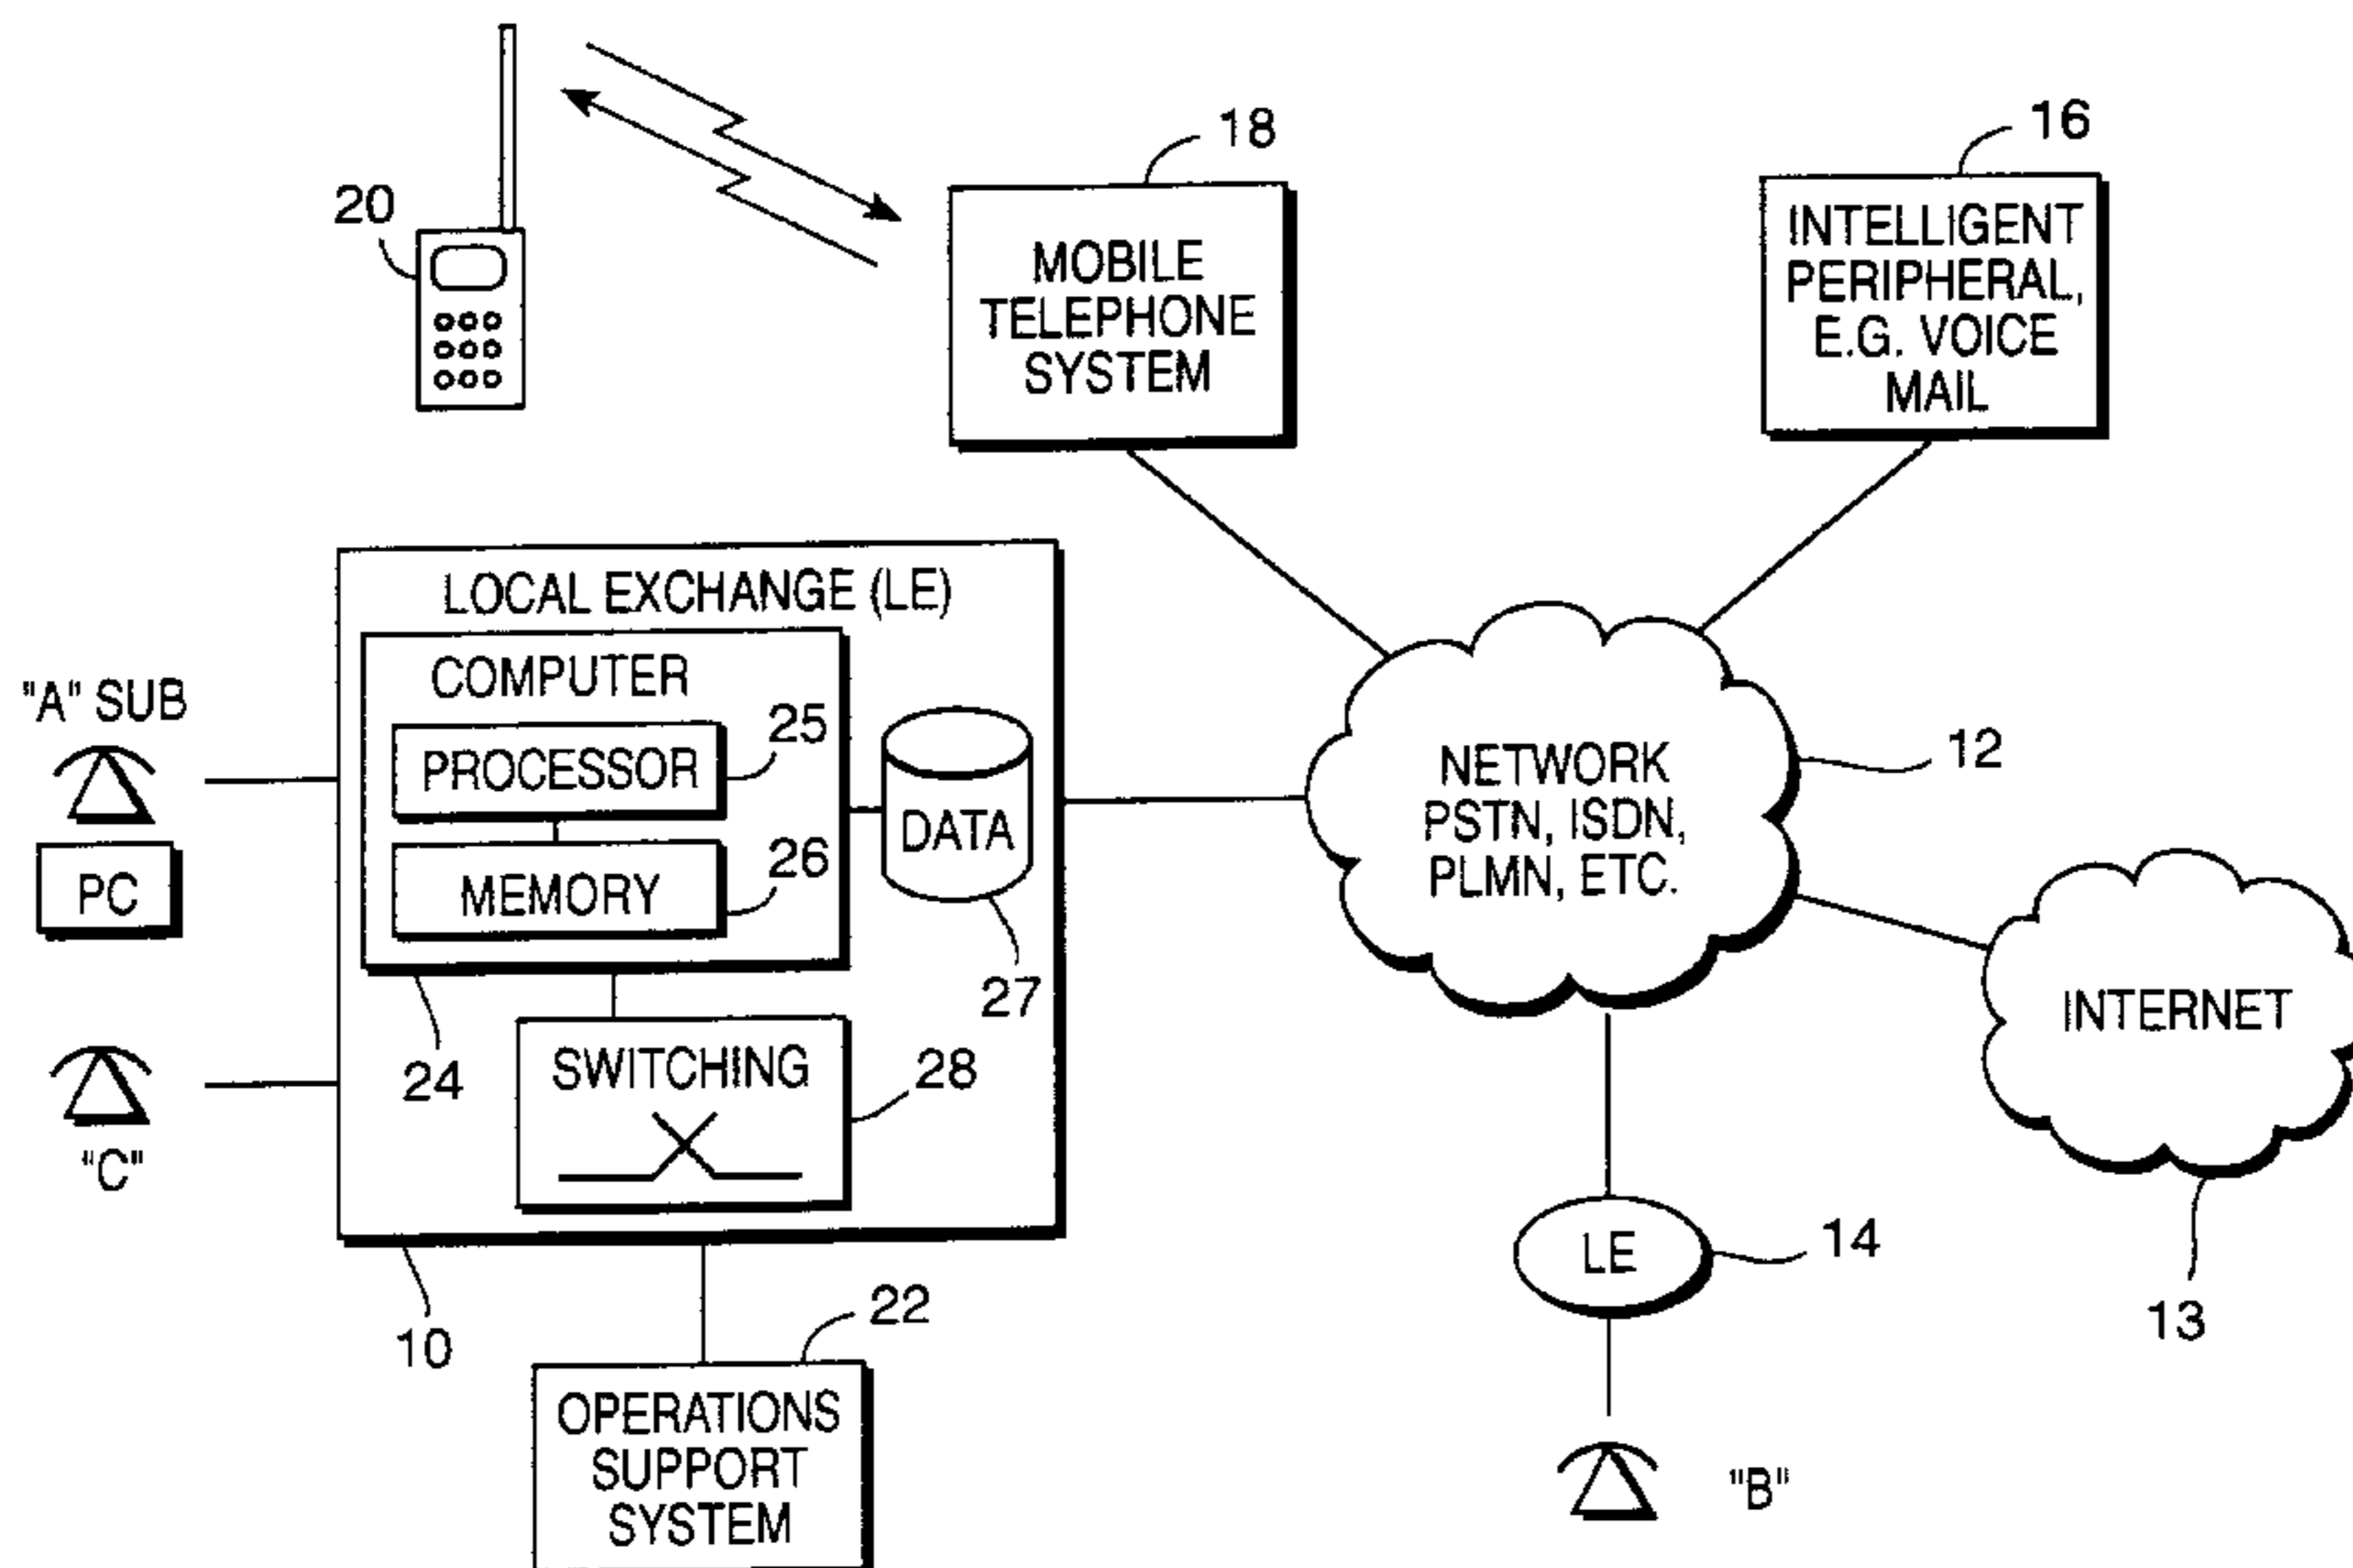 18
16
20
MOBILE
TELEPHONE
SYSTEM
INTELLIGENT
PERIPHERAL,
E.G. VOICE
MAIL
LOCAL EXCHANGE (LE)
COMPUTER
"A" SUB
PROCESSOR
25
DATA
MEMORY
26
PC
27
NETWORK
PSTN, ISDN,
PLMN, ETC.
12
INTERNET
24
SWITCHING
28
"C"
LE
14
13
10
22
OPERATIONS
SUPPORT
SYSTEM
"B"